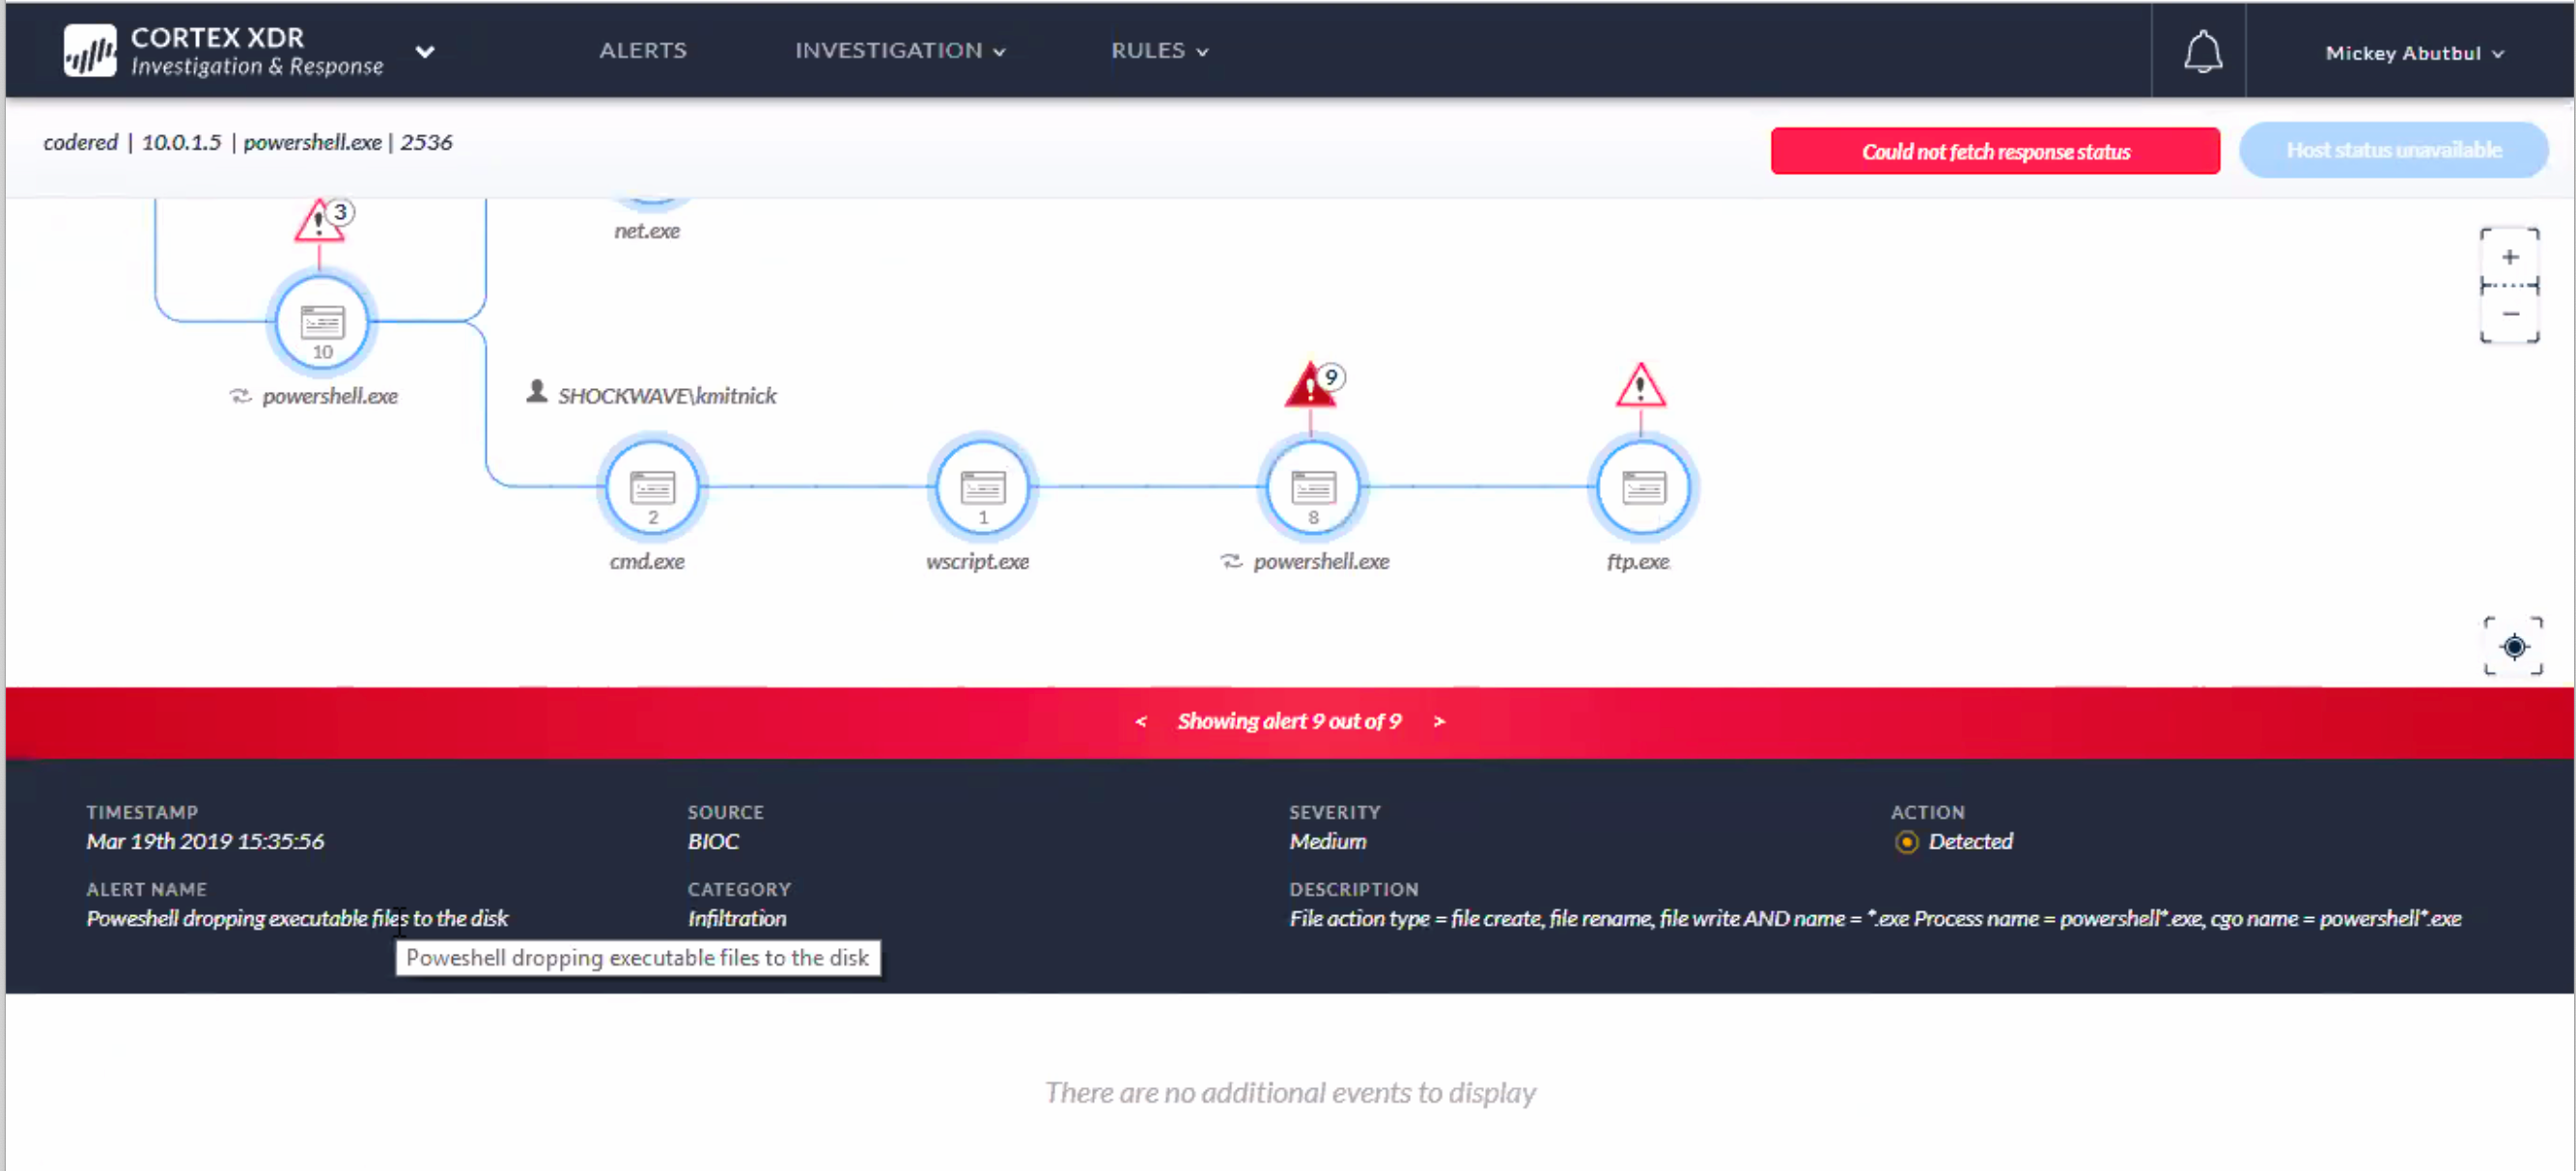 CORTEX XDR
Investigation & Response
ALERTS
INVESTIGATION
RULES
Mickey Abutbul
codered | 10.0.1.5 | powershell.exe | 2536
Could not fetch response status
Host status unavailable
3
net.exe
10
powershell.exe
SHOCKWAVE\kmitnick
9
2
1
8
cmd.exe
wscript.exe
powershell.exe
ftp.exe
< Showing alert 9 out of 9 >
TIMESTAMP
Mar 19th 2019 15:35:56
SOURCE
BIOC
SEVERITY
Medium
ACTION
Detected
ALERT NAME
Poweshell dropping executable files to the disk
CATEGORY
Infiltration
DESCRIPTION
File action type = file create, file rename, file write AND name = *.exe Process name = powershell*.exe, cgo name = powershell*.exe
Poweshell dropping executable files to the disk
There are no additional events to display